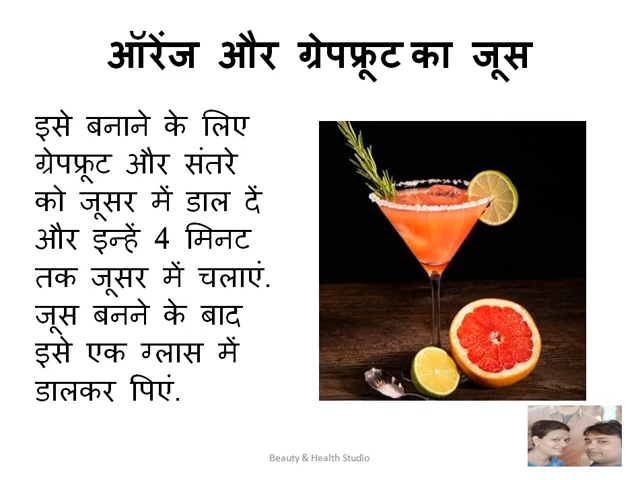 ऑरेंज और ग्रेपफ्रूट का जूस
इसे बनाने के लिए
ग्रेपफ्रूट और संतरे
को जूसर में डाल दें
और इन्हें 4 मिनट
तक जूसर में चलाएं.
जूस बनने के बाद
इसे एक ग्लास में
डालकर पिएं.
Beauty & Health Studio